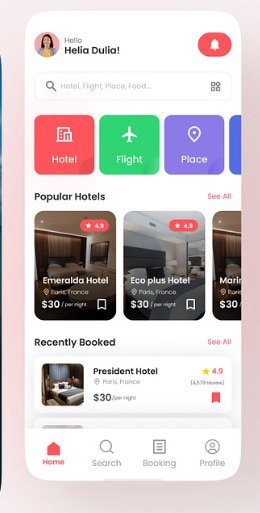 Hello
Helia Dulia!
Hotel, Flight, Place, Food...
Hotel
Flight
Place
Popular Hotels
See All
4.9
4.9
Emeralda Hotel
Eco plus Hotel
Marin
Paris, France
Paris, France
Pa
$30 / per night
$30 / per night
$30
Recently Booked
See All
President Hotel
4.9
Paris, France
(4,579 review)
$30 /per night
Home
Search
Booking
Profile